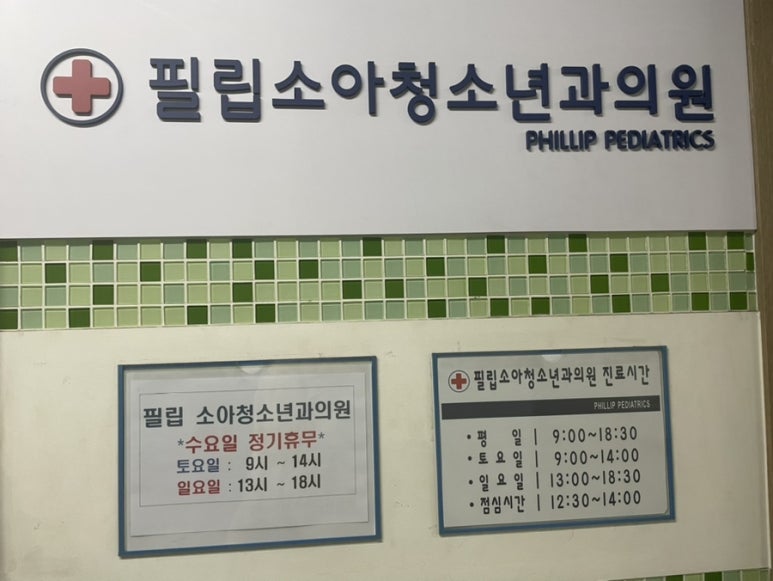 필립소아청소년과의원
PHILLIP PEDIATRICS
필립 소아청소년과의원
*수요일 정기휴무*
토요일 : 9시 ~ 14시
일요일 : 13시 ~ 18시
필립소아청소년과의원 진료시간
PHILLIP PEDIATRICS
• 평 일 | 9:00~18:30
• 토 요 일 | 9:00~14:00
• 일 요 일 | 13:00~18:30
• 점심시간 | 12:30~14:00